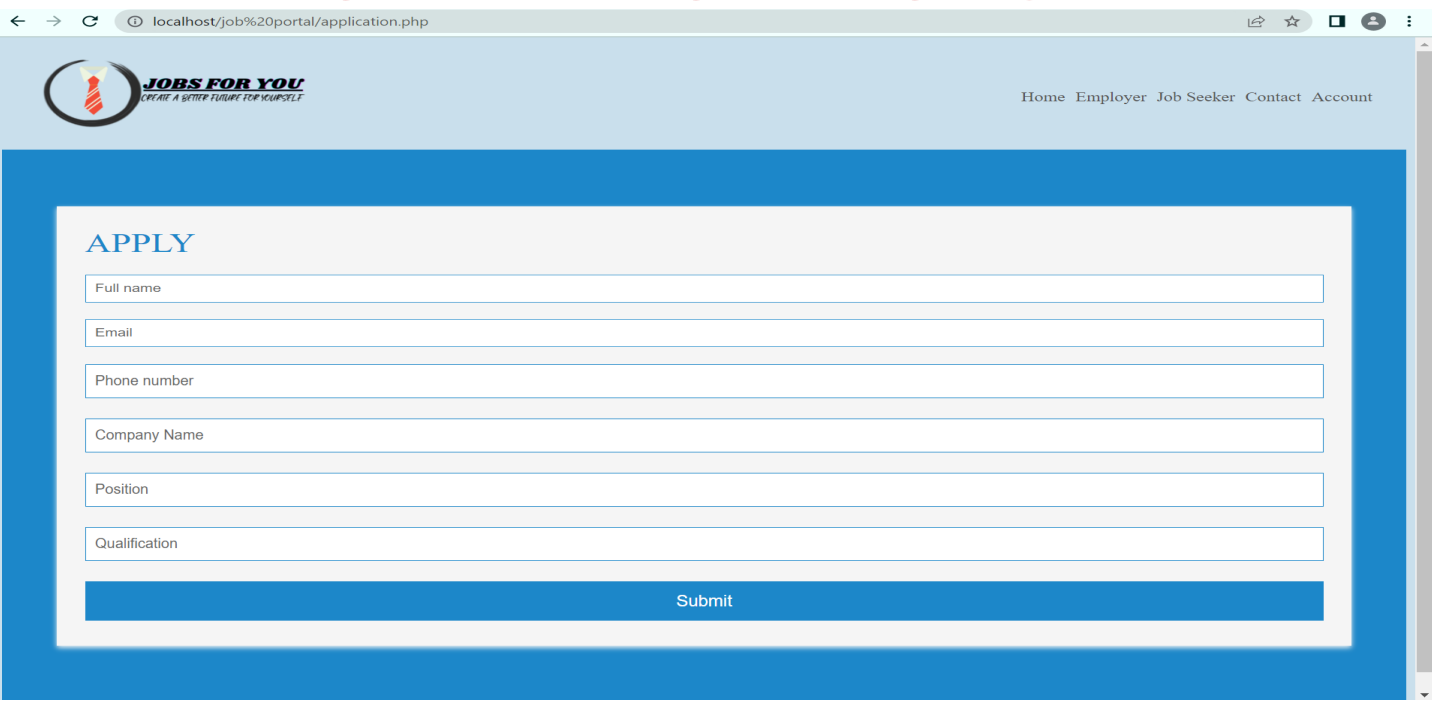 localhost/job%20portal/application.php
JOBS FOR YOU
CREATE A BETTER FUTURE FOR YOURSELF
Home Employer Job Seeker Contact Account
APPLY
Full name
Email
Phone number
Company Name
Position
Qualification
Submit